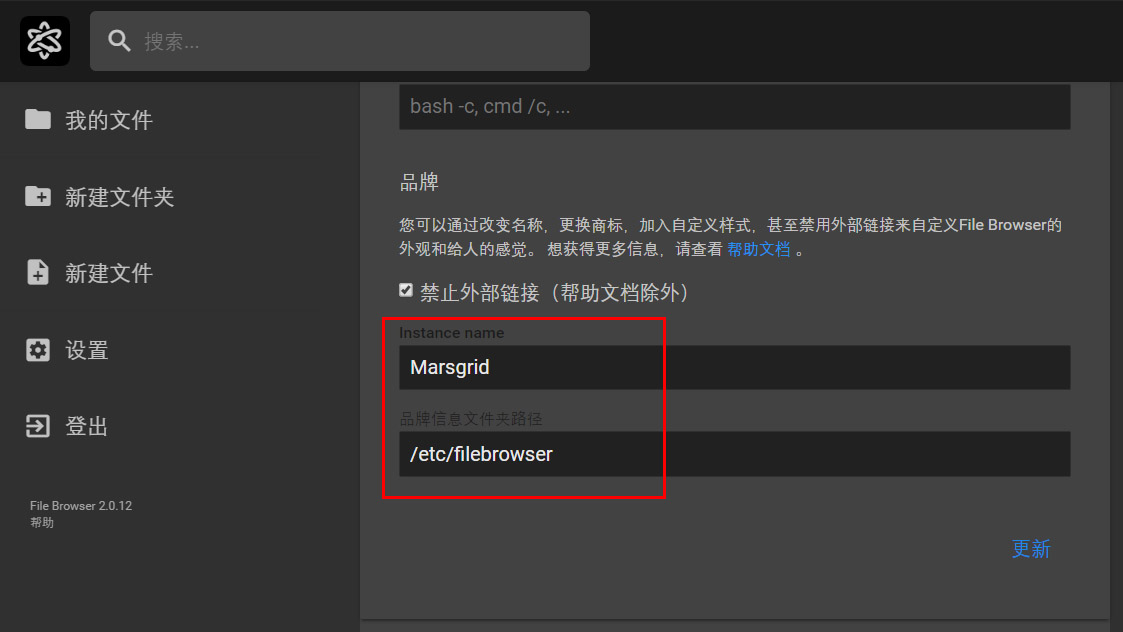 搜索...
我的文件
新建文件夹
新建文件
设置
登出
File Browser 2.0.12
帮助
bash -c, cmd /c, ...
品牌
您可以通过改变名称，更换商标，加入自定义样式，甚至禁用外部链接来自定义File Browser的
外观和给人的感觉。 想获得更多信息，请查看 帮助文档 。
禁止外部链接（帮助文档除外）
Instance name
Marsgrid
品牌信息文件夹路径
/etc/filebrowser
更新